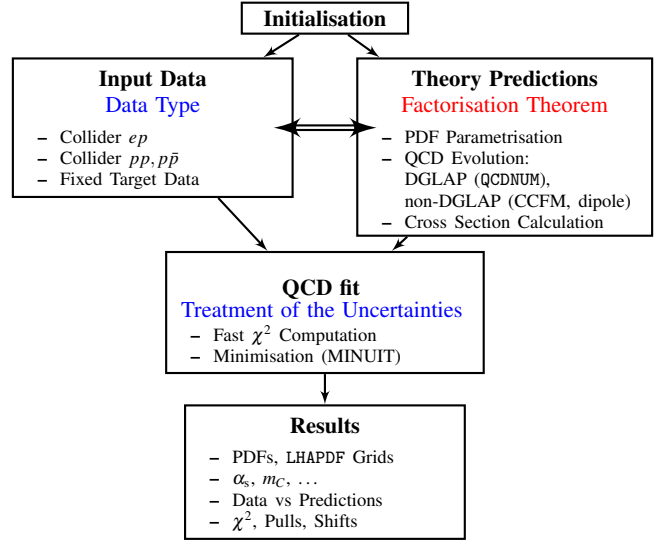 Initialisation
Input Data
Data Type
– Collider ep
– Collider pp, pp̄
– Fixed Target Data
Theory Predictions
Factorisation Theorem
– PDF Parametrisation
– QCD Evolution:
DGLAP (QCDNUM),
non-DGLAP (CCFM, dipole)
– Cross Section Calculation
QCD fit
Treatment of the Uncertainties
– Fast χ² Computation
– Minimisation (MINUIT)
Results
– PDFs, LHAPDF Grids
– αs, mC, ...
– Data vs Predictions
– χ², Pulls, Shifts